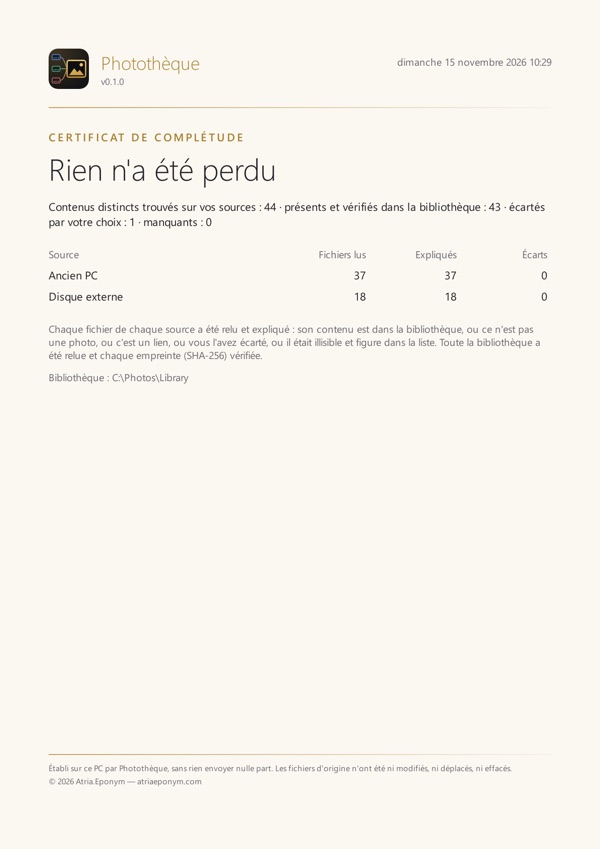 Photothèque
v0.1.0
dimanche 15 novembre 2026 10:29
CERTIFICAT DE COMPLÉTUDE
Rien n'a été perdu
Contenus distincts trouvés sur vos sources : 44 · présents et vérifiés dans la bibliothèque : 43 · écartés
par votre choix : 1 · manquants : 0
Source Fichiers lus Expliqués Écarts
Ancien PC 37 37 0
Disque externe 18 18 0
Chaque fichier de chaque source a été relu et expliqué : son contenu est dans la bibliothèque, ou ce n'est pas
une photo, ou c'est un lien, ou vous l'avez écarté, ou il était illisible et figure dans la liste. Toute la bibliothèque a
été relue et chaque empreinte (SHA-256) vérifiée.
Bibliothèque : C:\Photos\Library
Établi sur ce PC par Photothèque, sans rien envoyer nulle part. Les fichiers d'origine n'ont été ni modifiés, ni déplacés, ni effacés.
© 2026 Atria.Eponym — atriaeponym.com